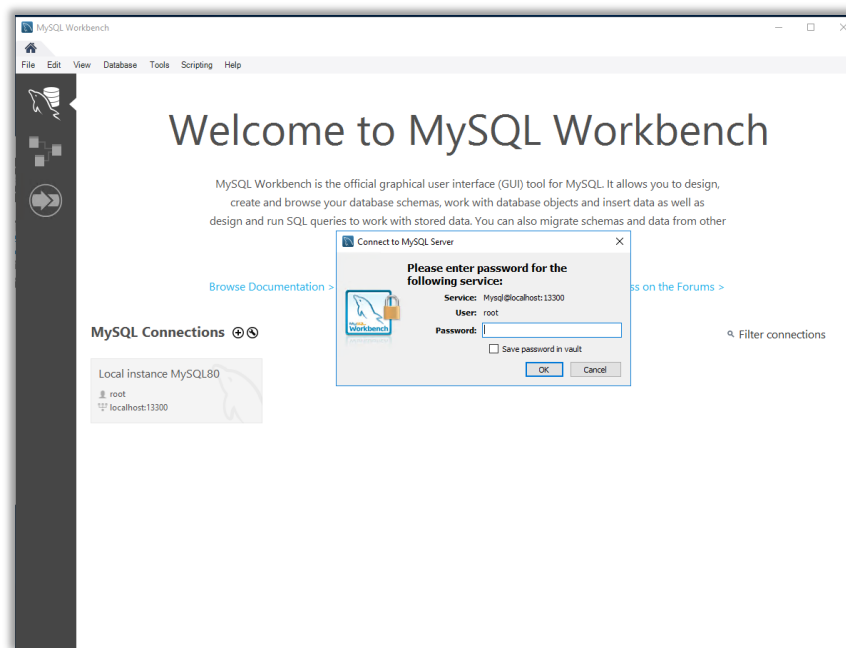 MySQL Workbench
File Edit View Database Tools Scripting Help
Welcome to MySQL Workbench
MySQL Workbench is the official graphical user interface (GUI) tool for MySQL. It allows you to design,
create and browse your database schemas, work with database objects and insert data as well as
design and run SQL queries to work with stored data. You can also migrate schemas and data from other
Connect to MySQL Server
Please enter password for the
following service:
Service: Mysql@localhost:13300
User: root
Password:
Save password in vault
OK Cancel
MySQL
Workbench
Browse Documentation >
ss on the Forums >
MySQL Connections
Filter connections
Local instance MySQL80
root
localhost:13300